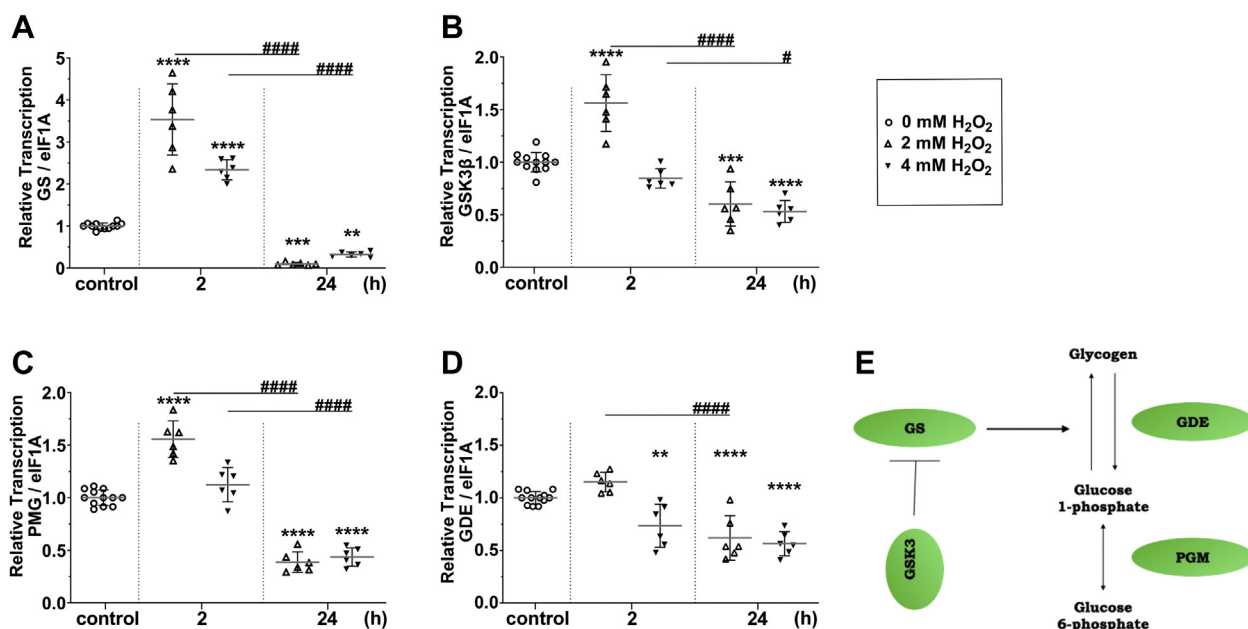 A
Relative Transcription
GS / eIF1A
5
4
3
2
1
0
****
****
***
**
####
####
control
2
24
(h)
B
Relative Transcription
GSK3β / eIF1A
2.0
1.5
1.0
0.5
0.0
****
***
****
####
#
control
2
24
(h)
0 mM H₂O₂
2 mM H₂O₂
4 mM H₂O₂
C
Relative Transcription
PMG / eIF1A
2.0
1.5
1.0
0.5
0.0
****
****
****
####
####
control
2
24
(h)
D
Relative Transcription
GDE / eIF1A
2.0
1.5
1.0
0.5
0.0
**
****
****
####
control
2
24
(h)
E
Glycogen
GS
GDE
Glucose
1-phosphate
GSK3
PGM
Glucose
6-phosphate